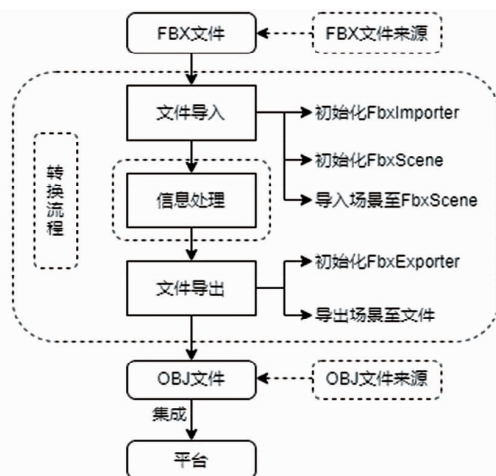 FBX文件
FBX文件来源
文件导入
初始化FbxImporter
初始化FbxScene
导入场景至FbxScene
转换流程
信息处理
文件导出
初始化FbxExporter
导出场景至文件
OBJ文件
OBJ文件来源
集成
平台